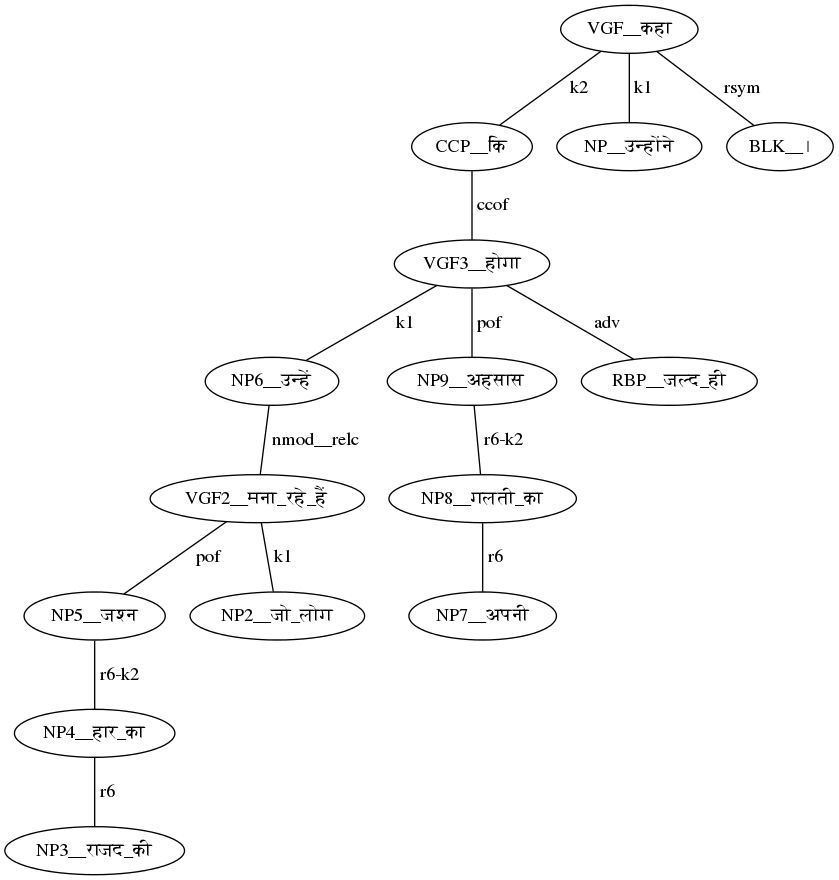 VGF__कहा
k2 k1 rsym
CCP__कि NP__उन्होंने BLK__।
ccof
VGF3__होगा
k1 pof adv
NP6__उन्हें NP9__अहसास RBP__जल्द_ही
nmod__relc r6-k2
VGF2__मना_रहे_हैं NP8__गलती_का
pof k1 r6
NP5__जश्न NP2__जो_लोग NP7__अपनी
r6-k2
NP4__हार_का
r6
NP3__राजद_की